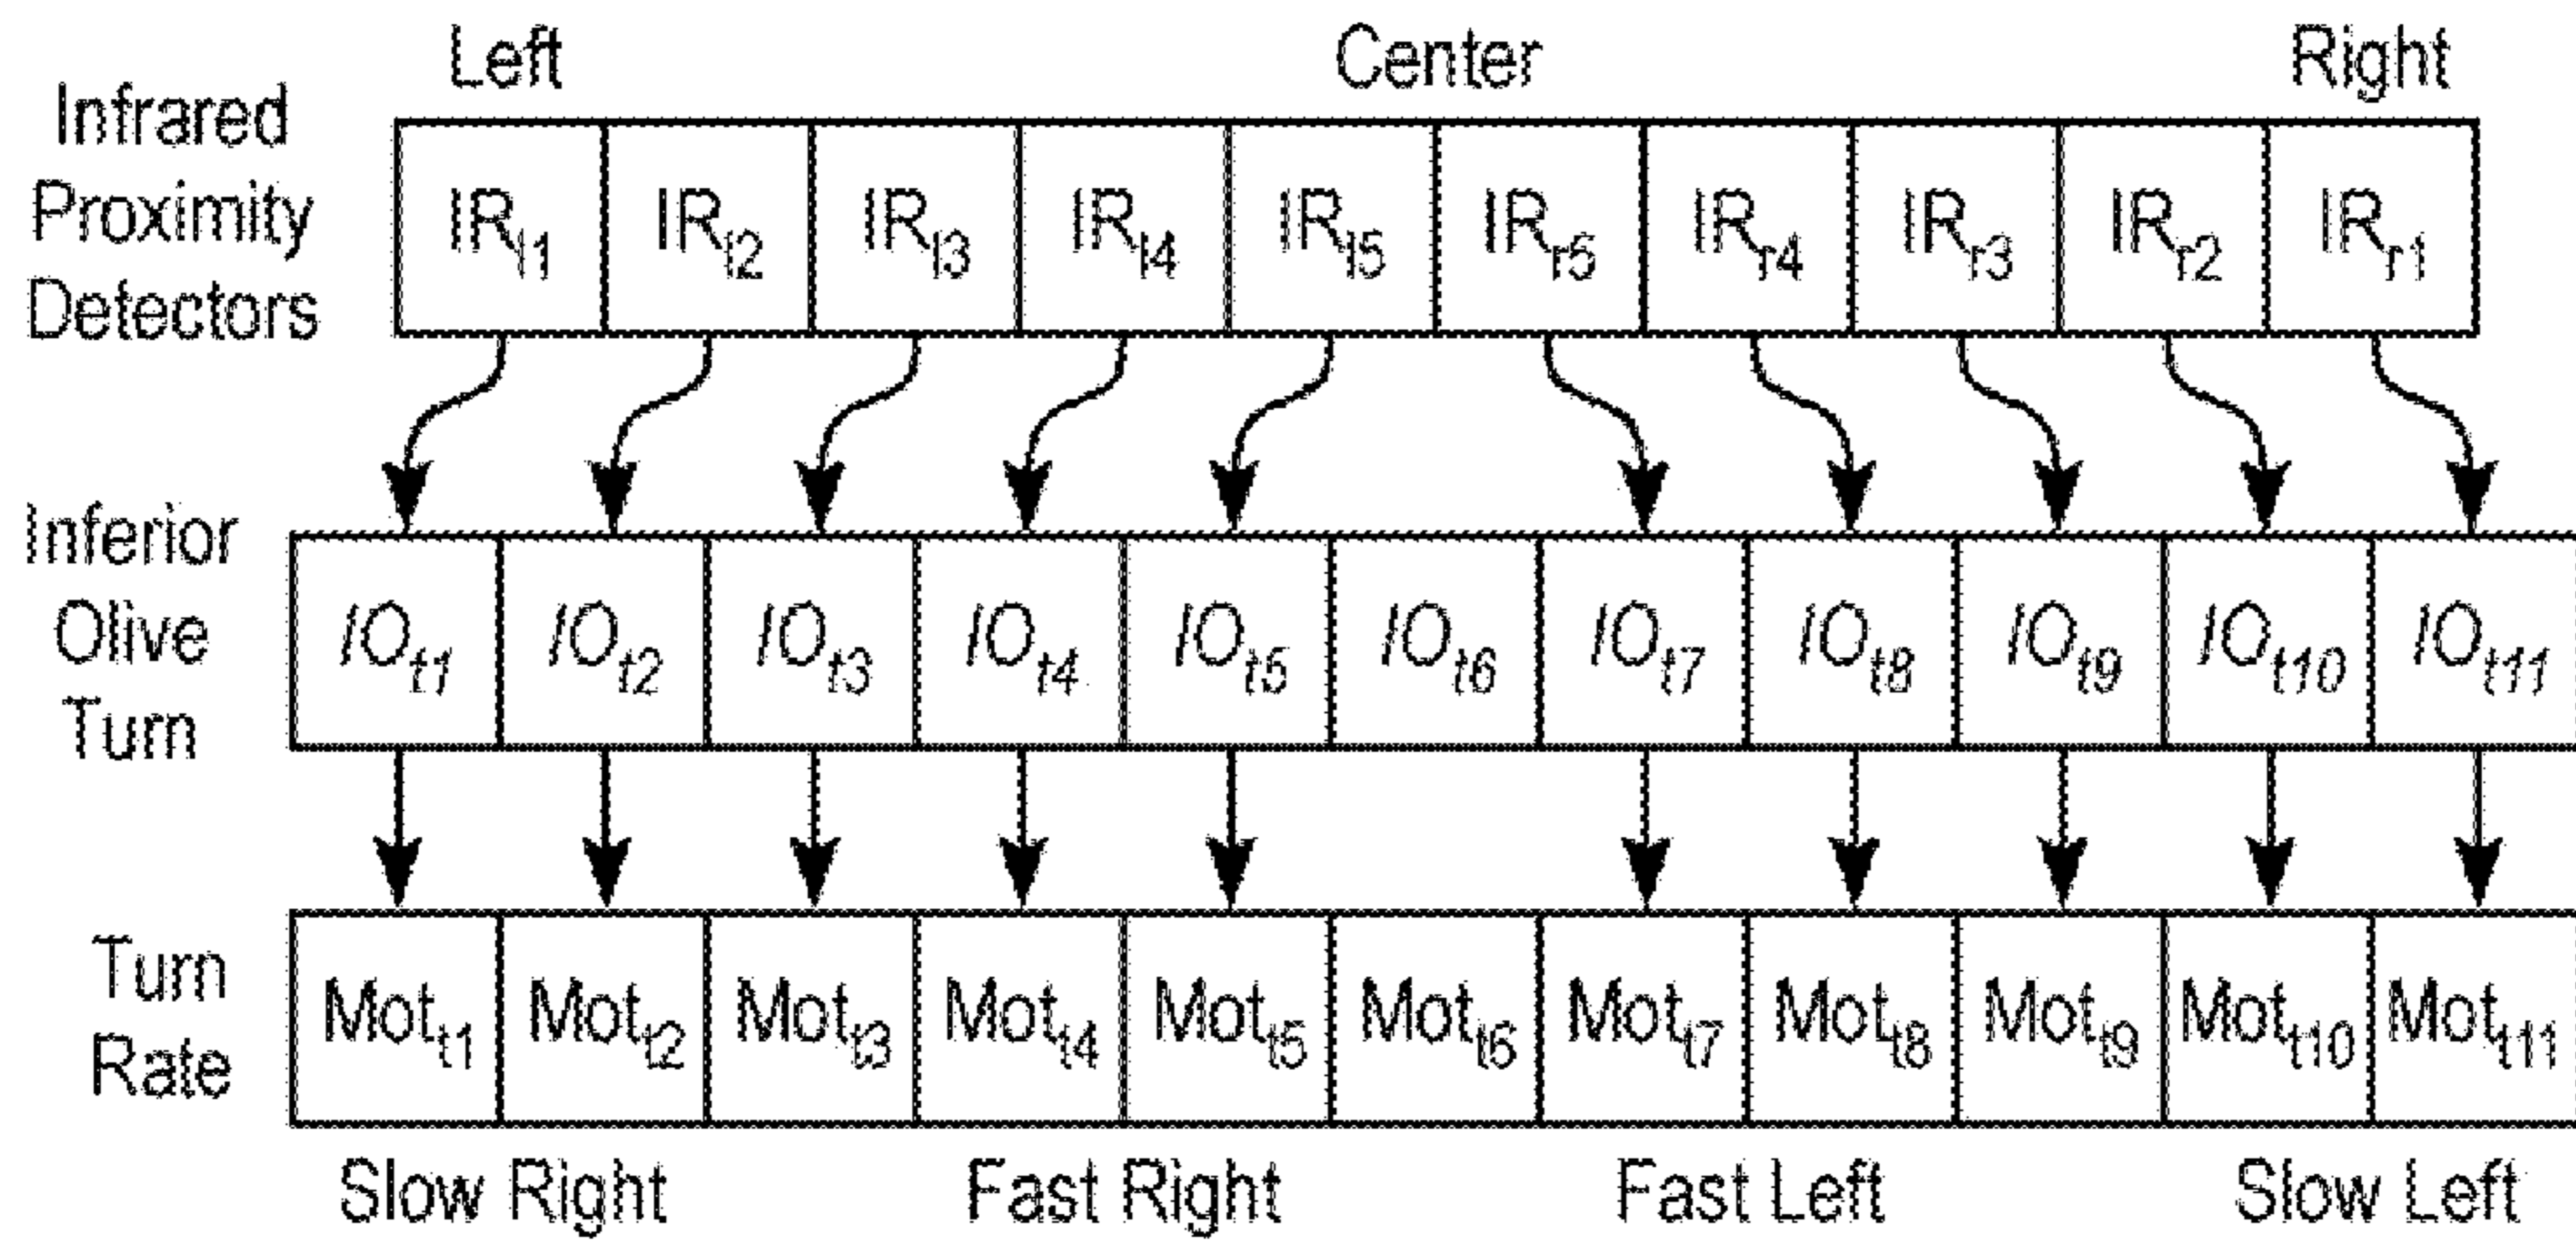 Left Center Right
Infrared
Proximity
Detectors
IRl1 IRl2 IRl3 IRl4 IRl5 IRr5 IRr4 IRr3 IRr2 IRr1
Inferior
Olive
Turn
IOt1 IOt2 IOt3 IOt4 IOt5 IOt6 IOt7 IOt8 IOt9 IOt10 IOt11
Turn
Rate
Mott1 Mott2 Mott3 Mott4 Mott5 Mott6 Mott7 Mott8 Mott9 Mott10 Mott11
Slow Right Fast Right Fast Left Slow Left